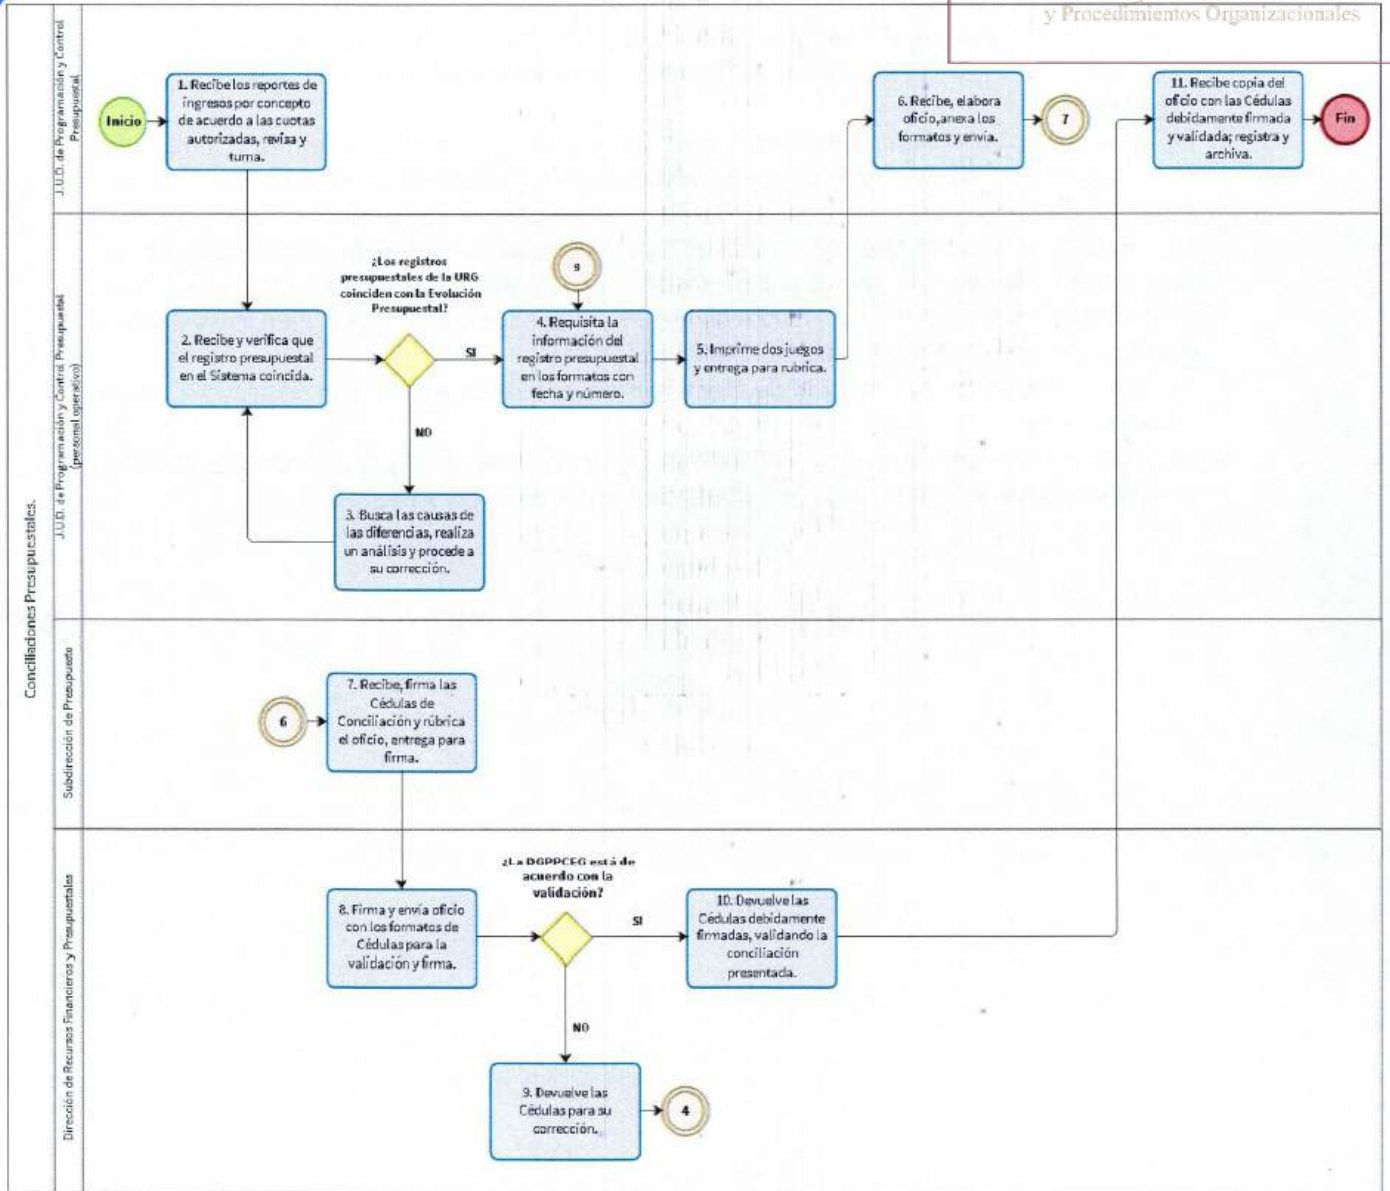 y Procedimientos Organizacionales
Conciliaciones Presupuestales.
J.U.D. de Programación y Control
Presupuestal
Inicio
1. Recibe los reportes de
ingresos por concepto
de acuerdo a las cuotas
autorizadas, revisa y
turna.
6. Recibe, elabora
oficio, anexa los
formatos y envía.
7
11. Recibe copia del
oficio con las Cédulas
debidamente firmada
y validada; registra y
archiva.
Fin
J.U.D. de Programación y Control Presupuestal
(personal operativo)
2. Recibe y verifica que
el registro presupuestal
en el Sistema coincida.
¿Los registros
presupuestales de la URG
coinciden con la Evolución
Presupuestal?
SI
NO
3. Busca las causas de
las diferencias, realiza
un análisis y procede a
su corrección.
9
4. Requisita la
información del
registro presupuestal
en los formatos con
fecha y número.
5. Imprime dos juegos
y entrega para rubrica.
Subdirección de Presupuesto
6
7. Recibe, firma las
Cédulas de
Conciliación y rúbrica
el oficio, entrega para
firma.
Dirección de Recursos Financieros y Presupuestales
8. Firma y envía oficio
con los formatos de
Cédulas para la
validación y firma.
¿La DGPPCEG está de
acuerdo con la
validación?
SI
NO
10. Devuelve las
Cédulas debidamente
firmadas, validando la
conciliación
presentada.
9. Devuelve las
Cédulas para su
corrección.
4